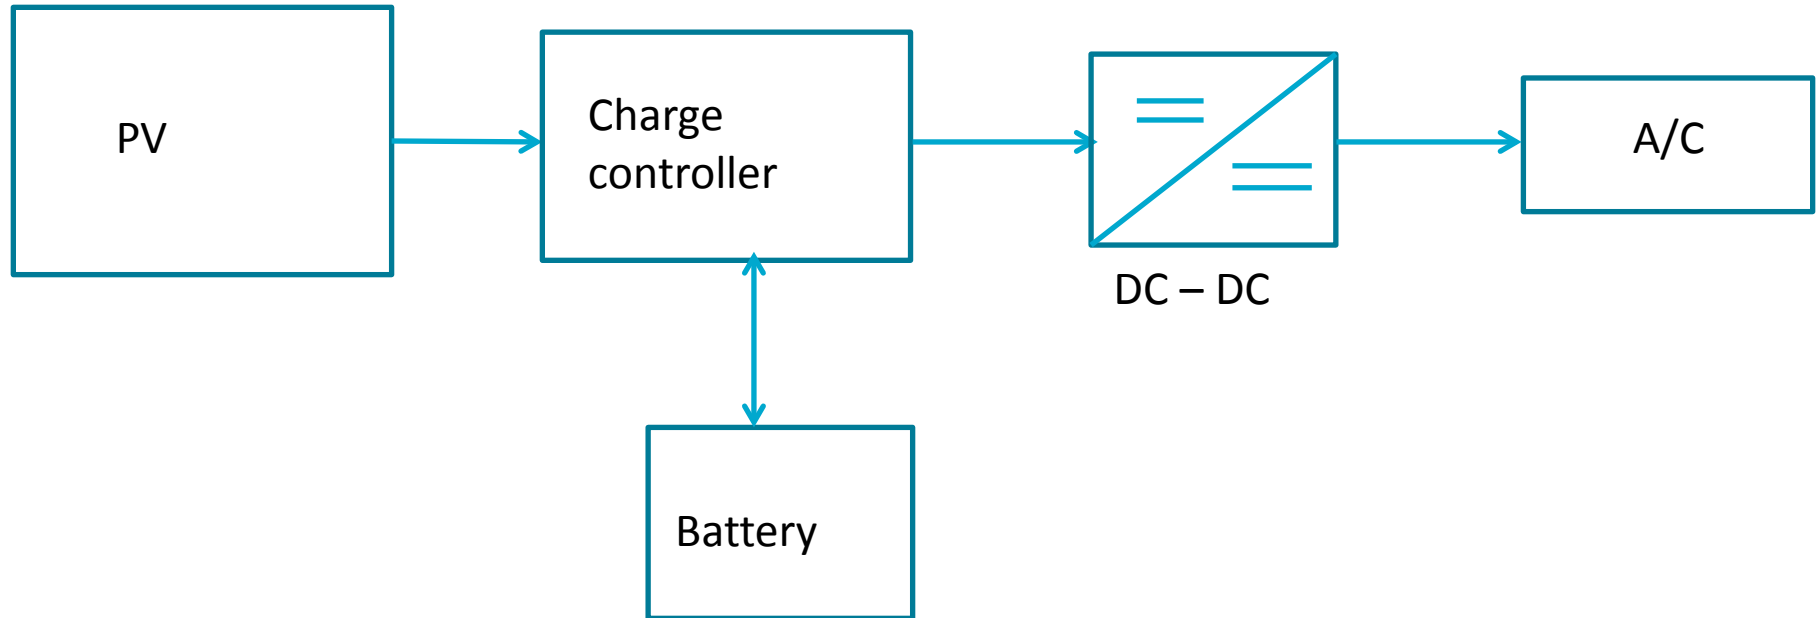 PV
Charge
controller
A/C
DC – DC
Battery